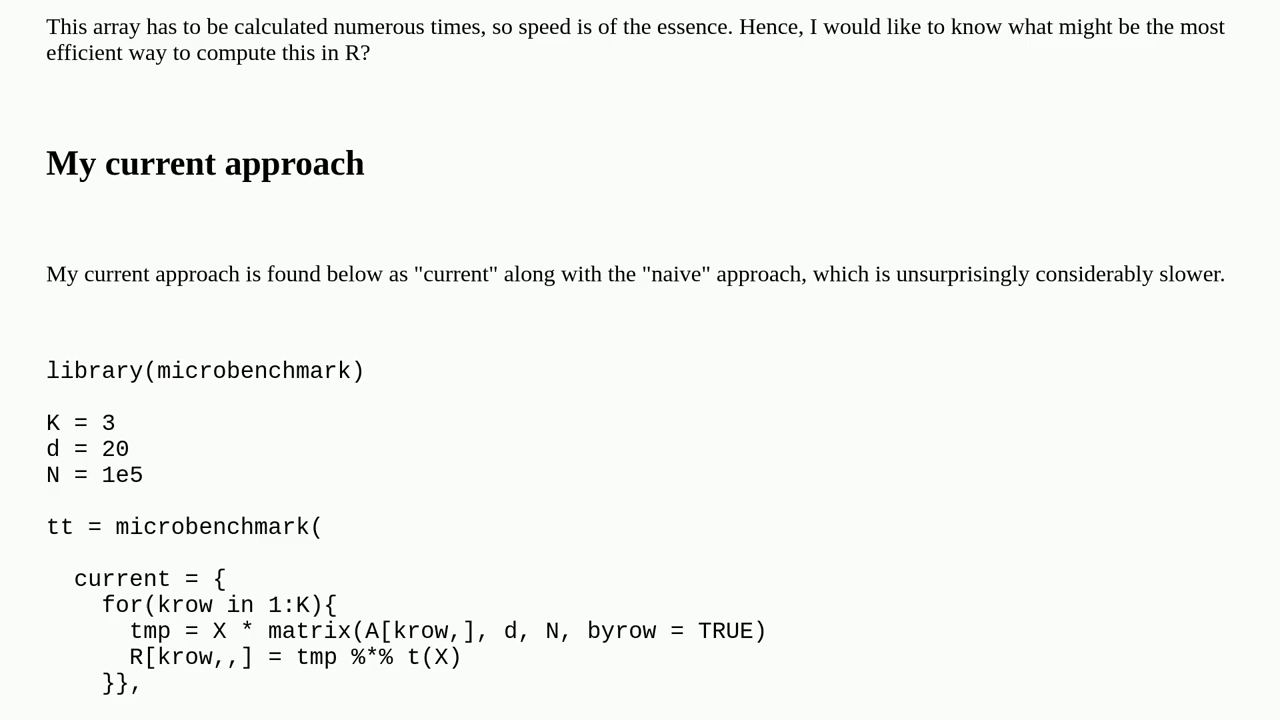 This array has to be calculated numerous times, so speed is of the essence. Hence, I would like to know what might be the most
efficient way to compute this in R?
My current approach
My current approach is found below as "current" along with the "naive" approach, which is unsurprisingly considerably slower.
library(microbenchmark)
K = 3
d = 20
N = 1e5
tt = microbenchmark(
  current = {
    for(krow in 1:K){
      tmp = X * matrix(A[krow,], d, N, byrow = TRUE)
      R[krow,,] = tmp %*% t(X)
    }},